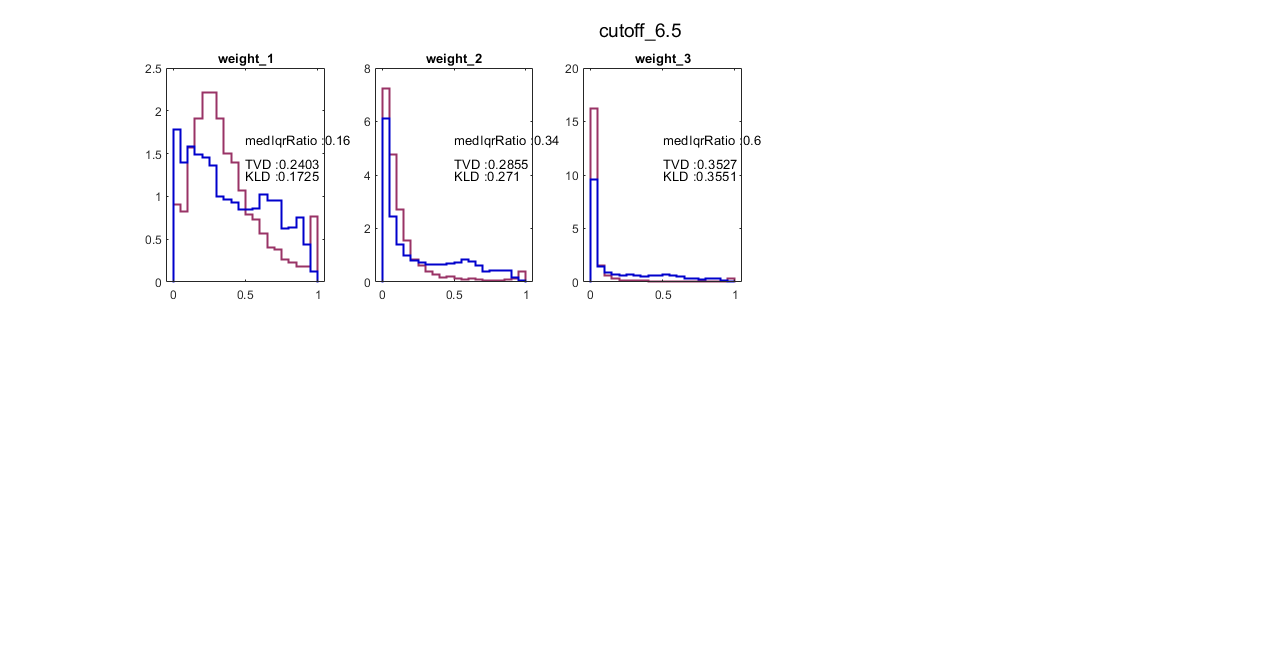 cutoff_6.5
weight_1
2.5
2
1.5
1
0.5
0
0
0.5
1
medIqrRatio :0.16
TVD :0.2403
KLD :0.1725
weight_2
8
6
4
2
0
0
0.5
1
medIqrRatio :0.34
TVD :0.2855
KLD :0.271
weight_3
20
15
10
5
0
0
0.5
1
medIqrRatio :0.6
TVD :0.3527
KLD :0.3551